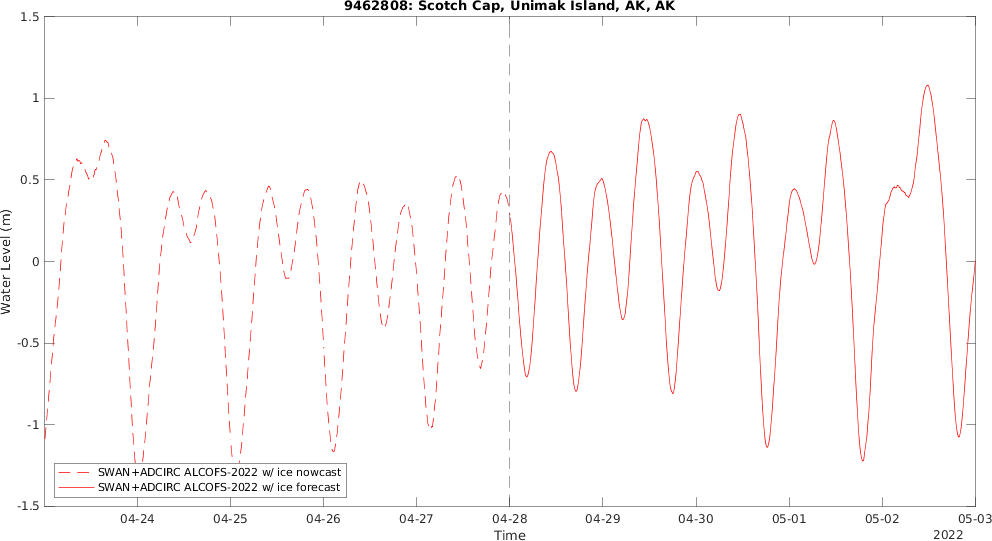 9462808: Scotch Cap, Unimak Island, AK, AK
1.5
1
0.5
0
-0.5
-1
-1.5
Water Level (m)
SWAN+ADCIRC ALCOFS-2022 w/ ice nowcast
SWAN+ADCIRC ALCOFS-2022 w/ ice forecast
04-24 04-25 04-26 04-27 04-28 04-29 04-30 05-01 05-02 05-03
Time
2022